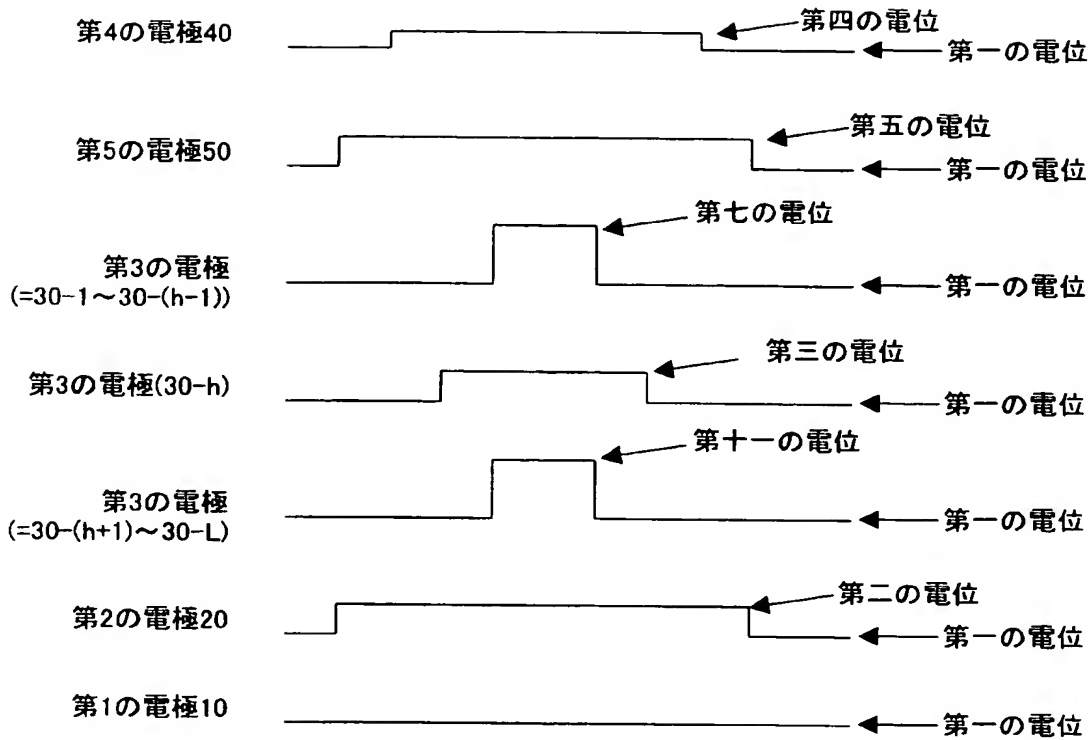 第4の電極40
第四の電位
第一の電位
第5の電極50
第五の電位
第一の電位
第3の電極
(=30-1～30-(h-1))
第七の電位
第一の電位
第3の電極(30-h)
第三の電位
第一の電位
第3の電極
(=30-(h+1)～30-L)
第十一の電位
第一の電位
第2の電極20
第二の電位
第一の電位
第1の電極10
第一の電位